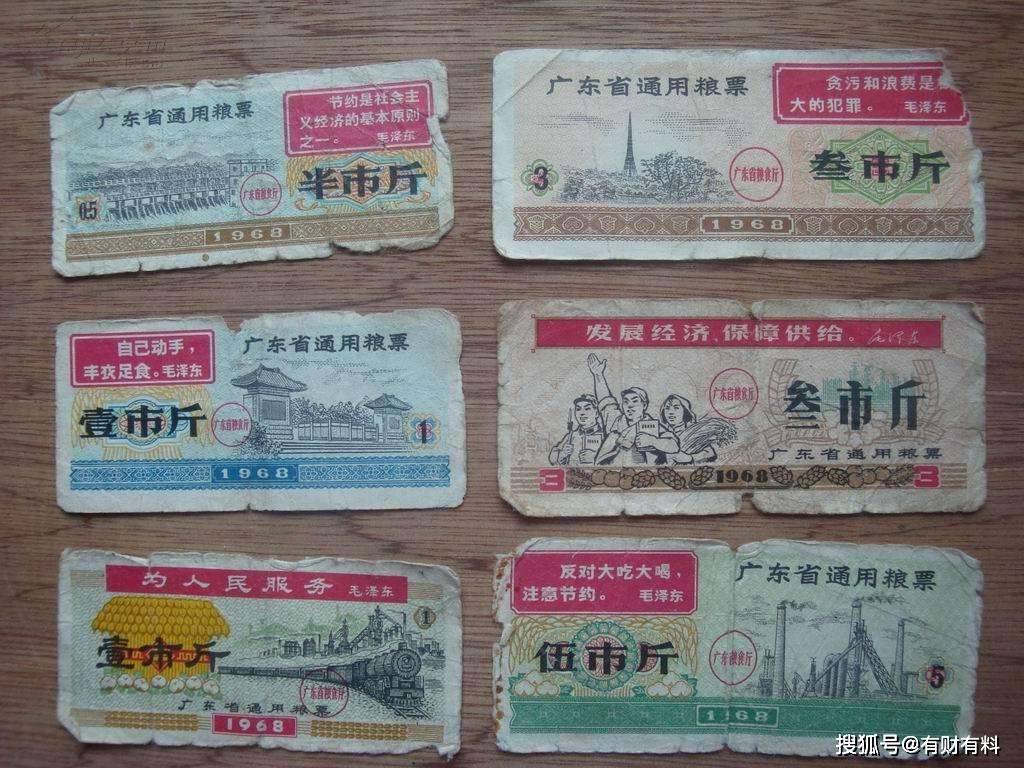 广东省通用粮票
节约是社会主
义经济的基本原则
之一。 毛泽东
05
广东省粮食厅
半市斤
1968
广东省通用粮票
贪污和浪费是
大的犯罪。 毛泽东
3
广东省粮食厅
叁市斤
1968
自己动手，
丰衣足食。毛泽东
广东省通用粮票
壹市斤
广东省粮食厅
1
1968
发展经济、保障供给。毛泽东
广东省粮食厅
叁市斤
广东省通用粮票
3 1968 3
为人民服务 毛泽东
1
壹市斤
广东省粮食厅
广东省通用粮票
1968
反对大吃大喝，
注意节约。 毛泽东
广东省通用粮票
伍市斤
广东省粮食厅
5
1968
搜狐号@有财有料